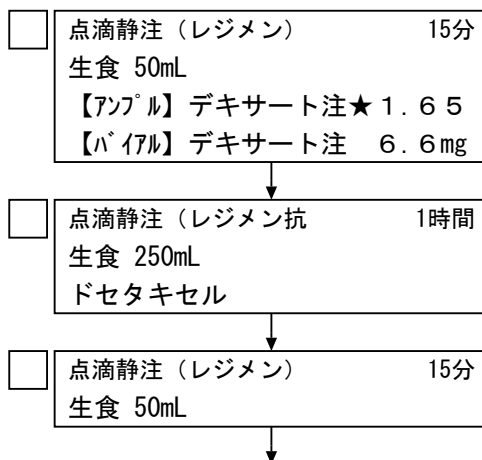 点滴静注（レジメン） 15分
生食 50mL
【ｱﾝﾌﾟﾙ】デキサート注★１．６５
【ﾊﾞｲｱﾙ】デキサート注　６．６㎎
点滴静注（レジメン抗 1時間
生食 250mL
ドセタキセル
点滴静注（レジメン） 15分
生食 50mL